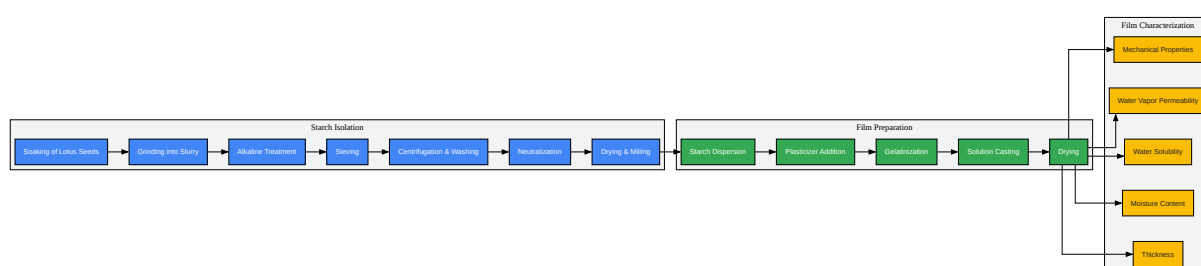 Film Characterization
Mechanical Properties
Water Vapor Permeability
Starch Isolation
Film Preparation
Soaking of Lotus Seeds
Grinding into Slurry
Alkaline Treatment
Sieving
Centrifugation & Washing
Neutralization
Drying & Milling
Starch Dispersion
Plasticizer Addition
Gelatinization
Solution Casting
Drying
Water Solubility
Moisture Content
Thickness